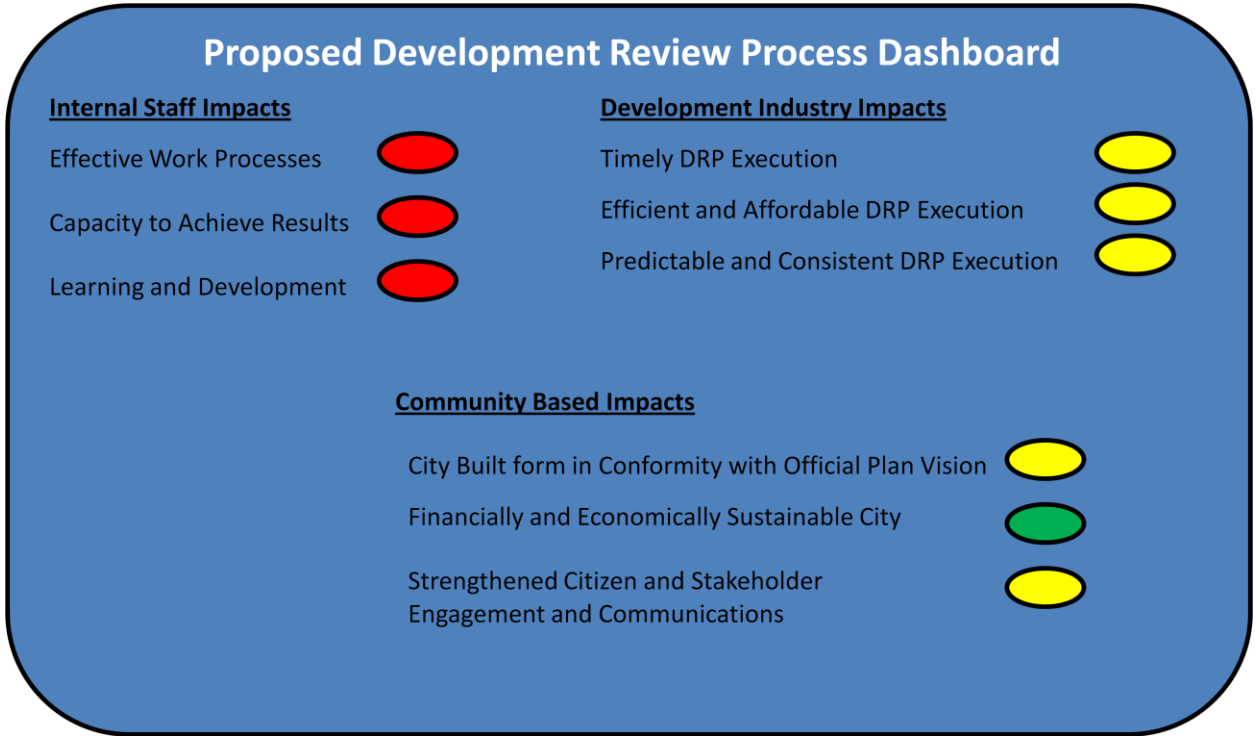 Proposed Development Review Process Dashboard
Internal Staff Impacts
Effective Work Processes
Capacity to Achieve Results
Learning and Development
Development Industry Impacts
Timely DRP Execution
Efficient and Affordable DRP Execution
Predictable and Consistent DRP Execution
Community Based Impacts
City Built form in Conformity with Official Plan Vision
Financially and Economically Sustainable City
Strengthened Citizen and Stakeholder
Engagement and Communications